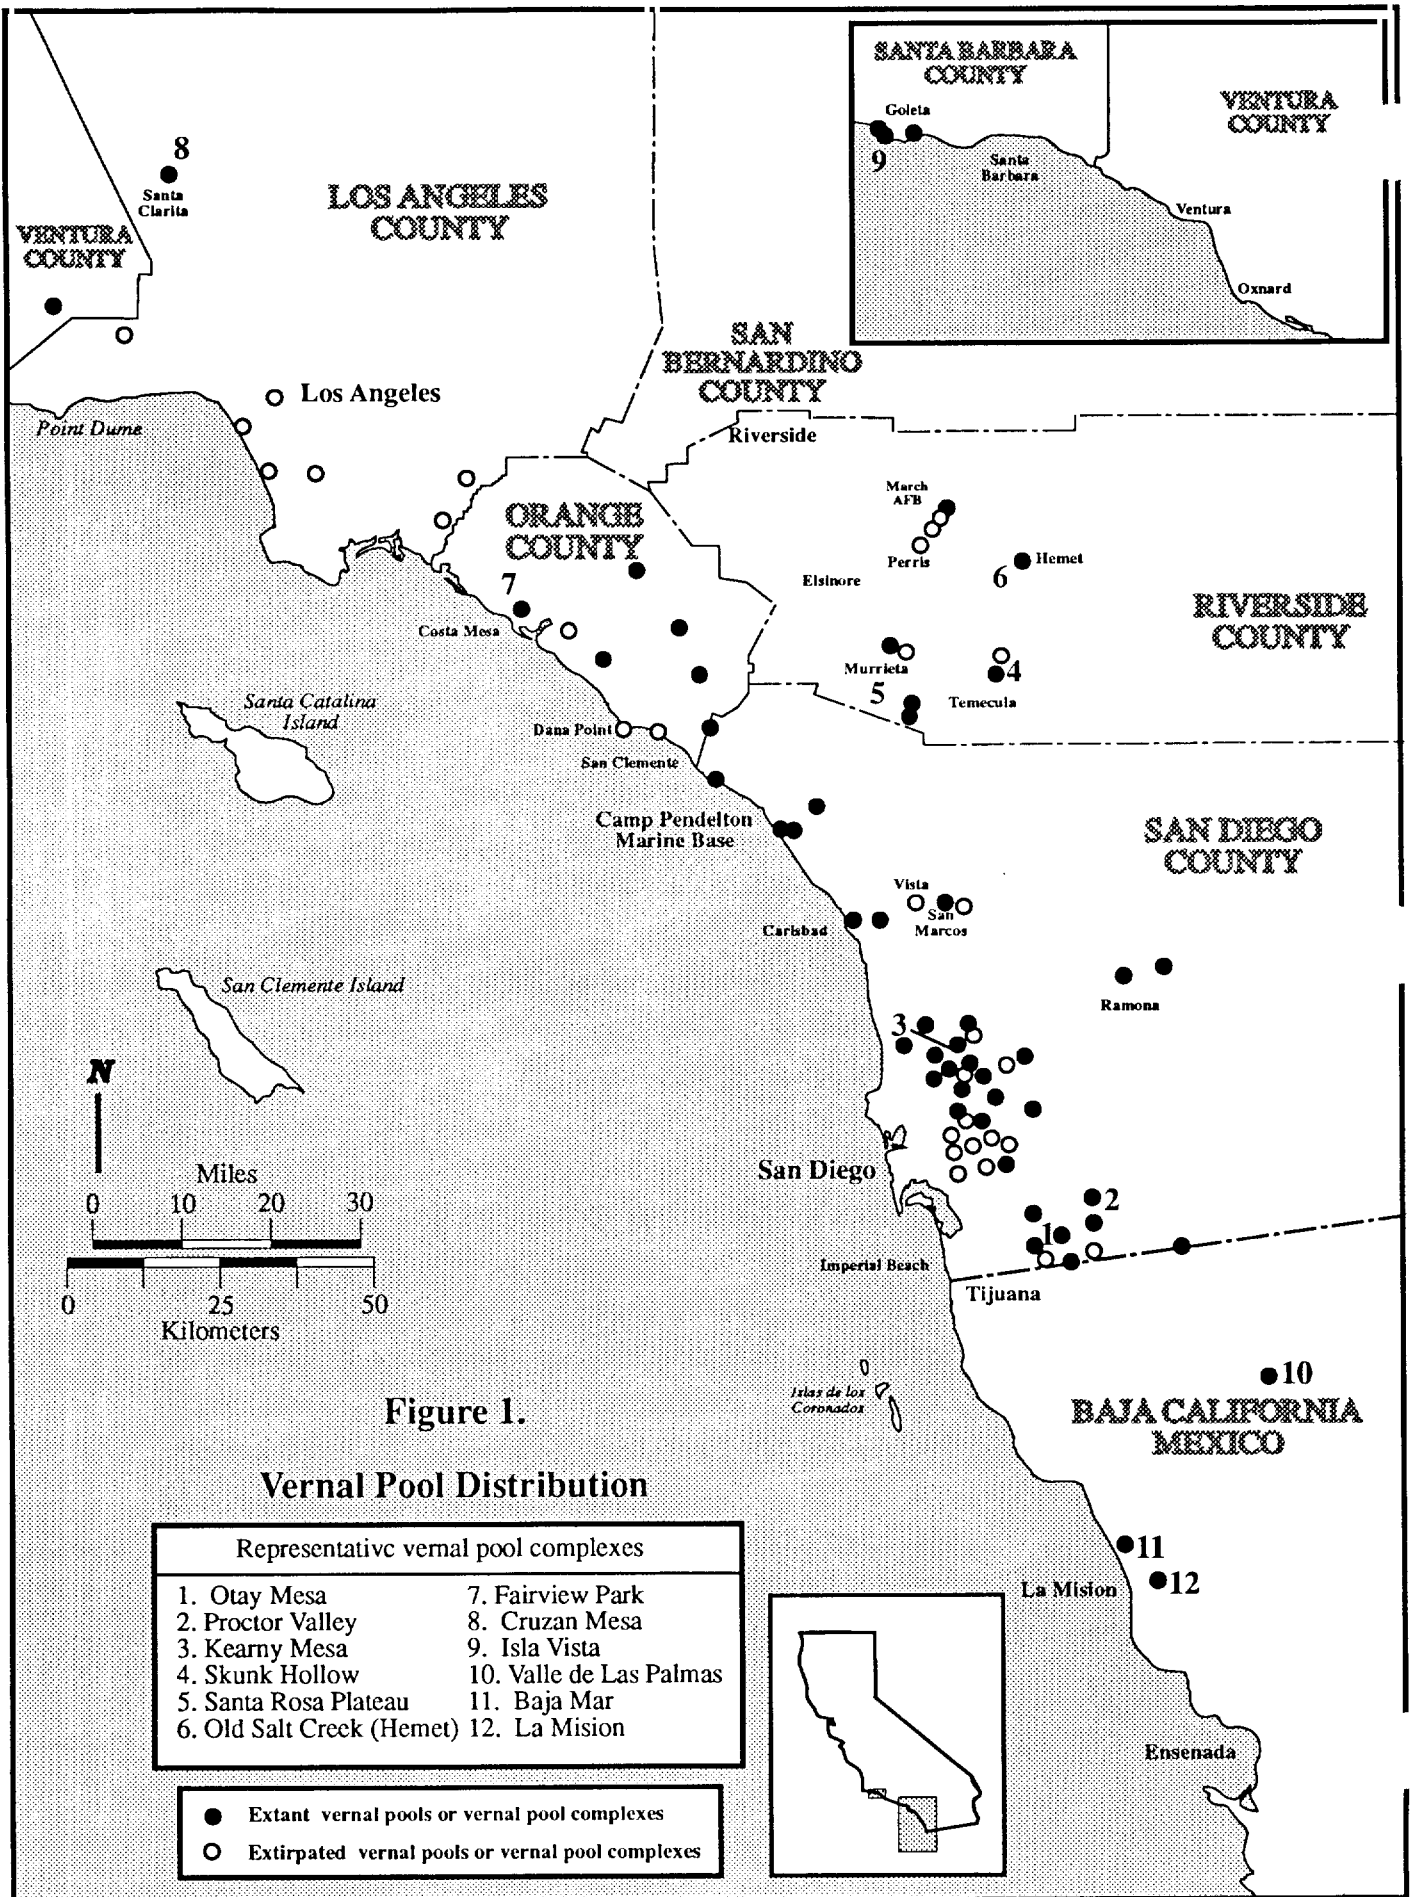 SANTA BARBARA
COUNTY
Goleta
9
Santa
Barbara
VENTURA
COUNTY
Ventura
Oxnard
8
Santa
Clarita
LOS ANGELES
COUNTY
VENTURA
COUNTY
SAN
BERNARDINO
COUNTY
Los Angeles
Point Dume
Riverside
March
AFB
Perris
Hemet
6
Elsinore
ORANGE
COUNTY
7
Costa Mesa
RIVERSIDE
COUNTY
Murrieta
4
5
Temecula
Santa Catalina
Island
Dana Point
San Clemente
Camp Pendelton
Marine Base
SAN DIEGO
COUNTY
Vista
San
Marcos
Carlsbad
San Clemente Island
Ramona
3
N
San Diego
Miles
0 10 20 30
0 25 50
Kilometers
2
1
Imperial Beach
Tijuana
Islas de los
Coronados
10
BAJA CALIFORNIA
MEXICO
11
La Mision
12
Ensenada
Figure 1.
Vernal Pool Distribution
Representative vernal pool complexes
1. Otay Mesa 7. Fairview Park
2. Proctor Valley 8. Cruzan Mesa
3. Kearny Mesa 9. Isla Vista
4. Skunk Hollow 10. Valle de Las Palmas
5. Santa Rosa Plateau 11. Baja Mar
6. Old Salt Creek (Hemet) 12. La Mision
Extant vernal pools or vernal pool complexes
Extirpated vernal pools or vernal pool complexes